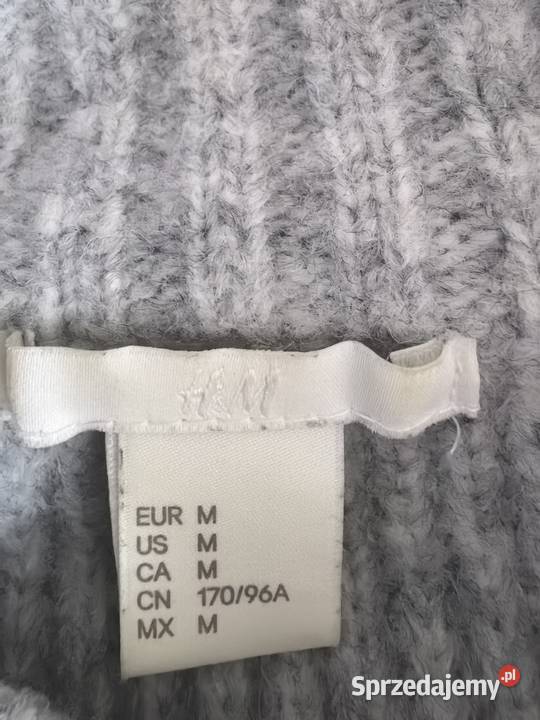 H&M
EUR M
US M
CA M
CN 170/96A
MX M
Sprzedajemy.pl